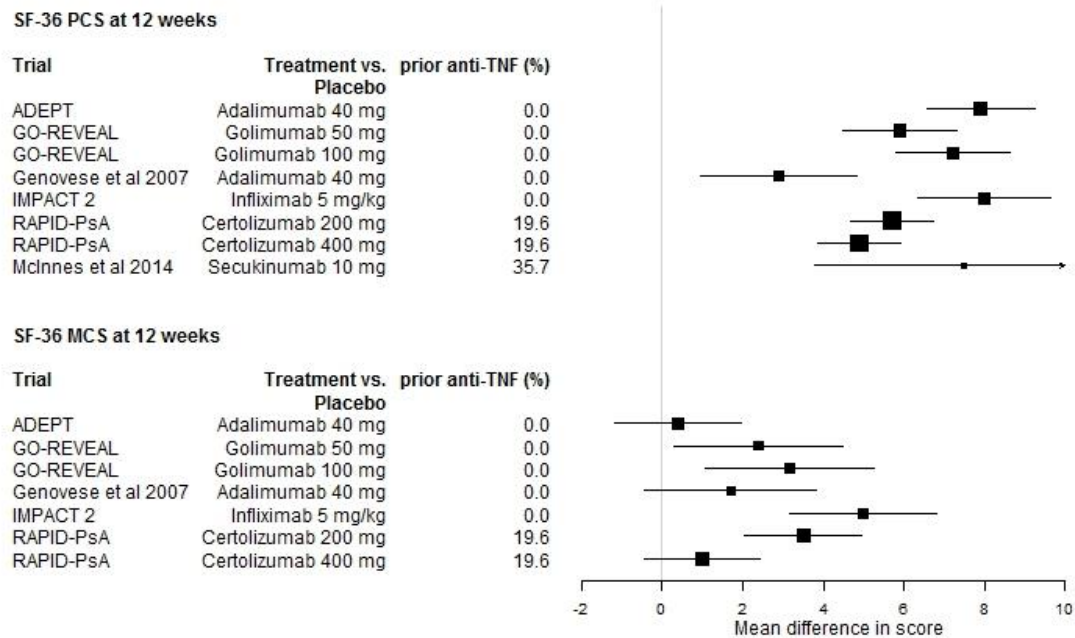 SF-36 PCS at 12 weeks
Trial Treatment vs. prior anti-TNF (%)
Placebo
ADEPT Adalimumab 40 mg 0.0
GO-REVEAL Golimumab 50 mg 0.0
GO-REVEAL Golimumab 100 mg 0.0
Genovese et al 2007 Adalimumab 40 mg 0.0
IMPACT 2 Infliximab 5 mg/kg 0.0
RAPID-PsA Certolizumab 200 mg 19.6
RAPID-PsA Certolizumab 400 mg 19.6
McInnes et al 2014 Secukinumab 10 mg 35.7
SF-36 MCS at 12 weeks
Trial Treatment vs. prior anti-TNF (%)
Placebo
ADEPT Adalimumab 40 mg 0.0
GO-REVEAL Golimumab 50 mg 0.0
GO-REVEAL Golimumab 100 mg 0.0
Genovese et al 2007 Adalimumab 40 mg 0.0
IMPACT 2 Infliximab 5 mg/kg 0.0
RAPID-PsA Certolizumab 200 mg 19.6
RAPID-PsA Certolizumab 400 mg 19.6
-2 0 2 4 6 8 10
Mean difference in score